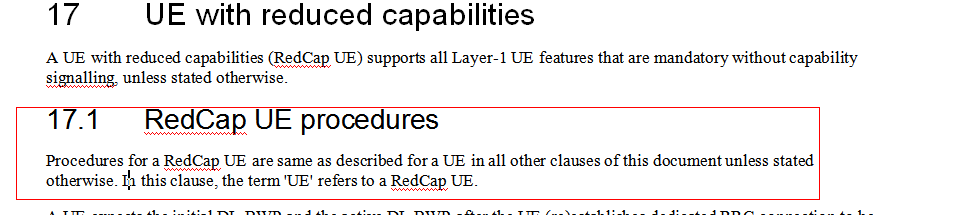 17 UE with reduced capabilities
A UE with reduced capabilities (RedCap UE) supports all Layer-1 UE features that are mandatory without capability
signalling, unless stated otherwise.
17.1 RedCap UE procedures
Procedures for a RedCap UE are same as described for a UE in all other clauses of this document unless stated
otherwise. In this clause, the term 'UE' refers to a RedCap UE.
A UE expects the initial DL BWP and the active DL BWP after the UE (re)establishes dedicated RRC connection to be